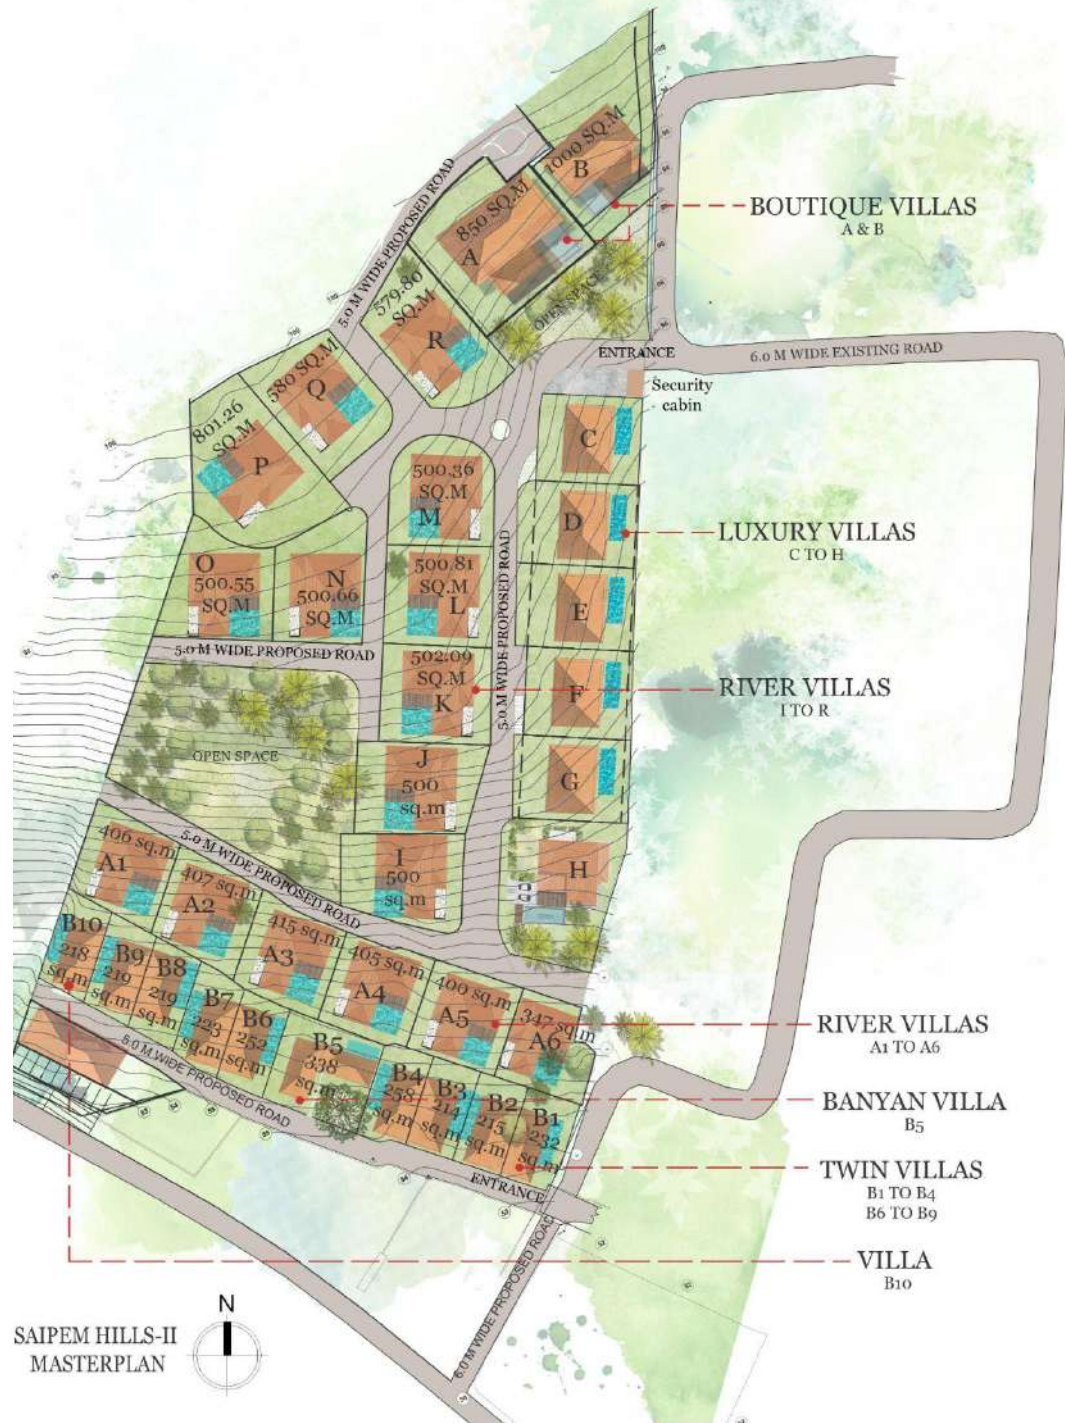 1000 SQ.M
B
850 SQ.M
A
BOUTIQUE VILLAS
A & B
5.0 M WIDE PROPOSED ROAD
OPEN SPACE
579.80
SQ.M
R
ENTRANCE
6.0 M WIDE EXISTING ROAD
Security
cabin
580 SQ.M
Q
801.26
SQ.M
P
C
500.36
SQ.M
M
D
LUXURY VILLAS
C TO H
O
500.55
SQ.M
N
500.66
SQ.M
500.81
SQ.M
L
E
5.0 M WIDE PROPOSED ROAD
5.0 M WIDE PROPOSED ROAD
502.09
SQ.M
K
F
RIVER VILLAS
I TO R
OPEN SPACE
J
500
sq.m
G
5.0 M WIDE PROPOSED ROAD
I
500
sq.m
H
406 sq.m
A1
407 sq.m
A2
415 sq.m
A3
405 sq.m
A4
400 sq.m
A5
347 sq.m
A6
RIVER VILLAS
A1 TO A6
B10
218
sq.m
B9
219
sq.m
B8
219
sq.m
B7
223
sq.m
B6
252
sq.m
B5
338
sq.m
B4
258
sq.m
B3
214
sq.m
B2
215
sq.m
B1
232
sq.m
BANYAN VILLA
B5
5.0 M WIDE PROPOSED ROAD
ENTRANCE
TWIN VILLAS
B1 TO B4
B6 TO B9
VILLA
B10
6.0 M WIDE PROPOSED ROAD
N
SAIPEM HILLS-II
MASTERPLAN